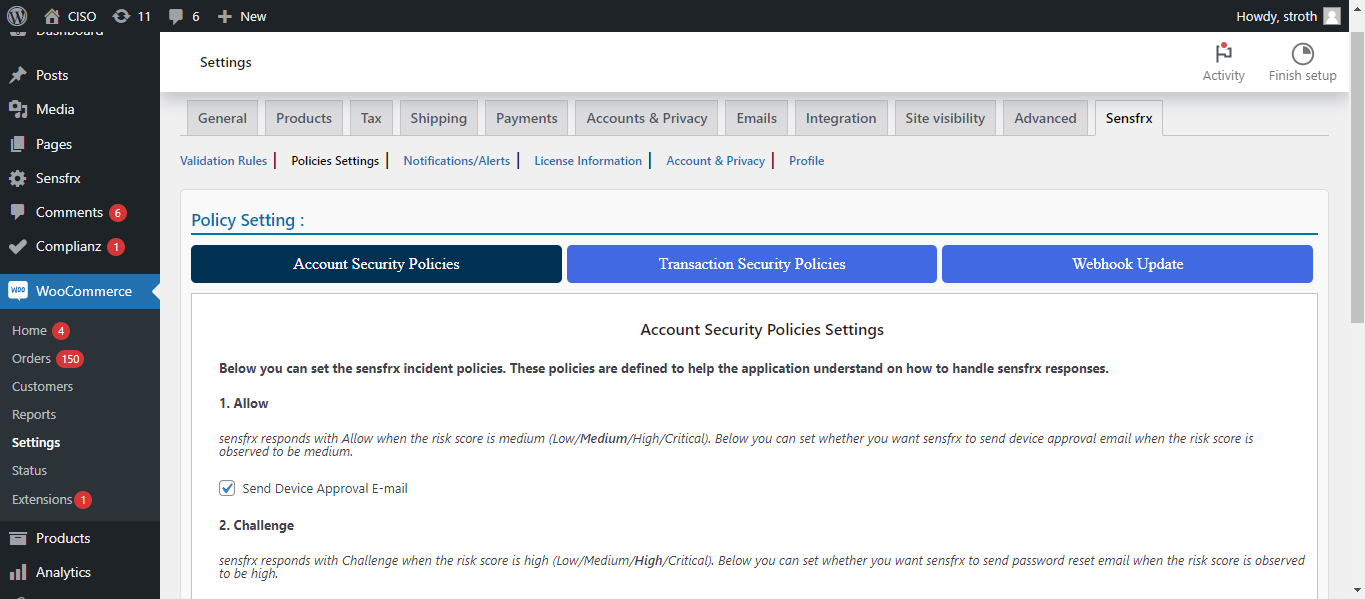 CISO 11 6 New Howdy, stroth
Dashboard
Posts
Media
Pages
Sensfrx
Comments 6
Complianz 1
WooCommerce
Home 4
Orders 150
Customers
Reports
Settings
Status
Extensions 1
Products
Analytics
Settings
Activity
Finish setup
General Products Tax Shipping Payments Accounts & Privacy Emails Integration Site visibility Advanced Sensfrx
Validation Rules | Policies Settings | Notifications/Alerts | License Information | Account & Privacy | Profile
Policy Setting :
Account Security Policies Transaction Security Policies Webhook Update
Account Security Policies Settings
Below you can set the sensfrx incident policies. These policies are defined to help the application understand on how to handle sensfrx responses.
1. Allow
sensfrx responds with Allow when the risk score is medium (Low/Medium/High/Critical). Below you can set whether you want sensfrx to send device approval email when the risk score is
observed to be medium.
Send Device Approval E-mail
2. Challenge
sensfrx responds with Challenge when the risk score is high (Low/Medium/High/Critical). Below you can set whether you want sensfrx to send password reset email when the risk score is observed
to be high.